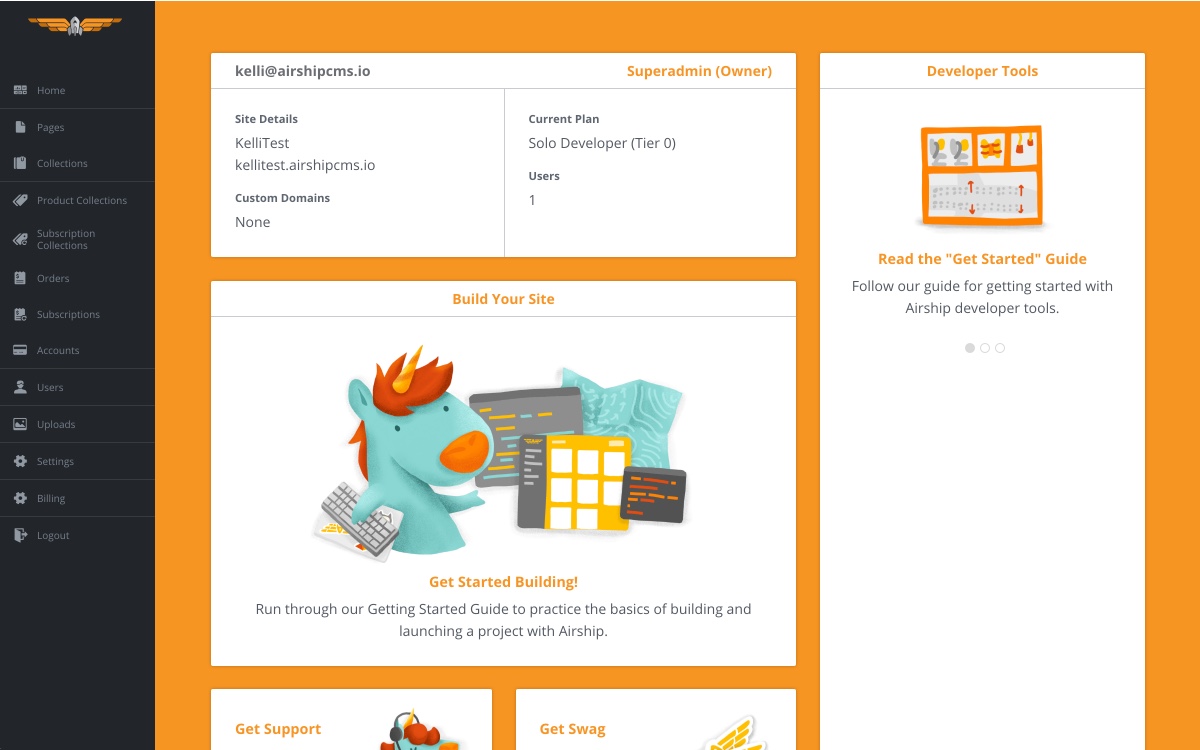 Home
Pages
Collections
Product Collections
Subscription
Collections
Orders
Subscriptions
Accounts
Users
Uploads
Settings
Billing
Logout
kelli@airshipcms.io
Superadmin (Owner)
Site Details
KelliTest
kellitest.airshipcms.io
Custom Domains
None
Current Plan
Solo Developer (Tier 0)
Users
1
Build Your Site
Get Started Building!
Run through our Getting Started Guide to practice the basics of building and
launching a project with Airship.
Get Support
Get Swag
Developer Tools
Read the "Get Started" Guide
Follow our guide for getting started with
Airship developer tools.